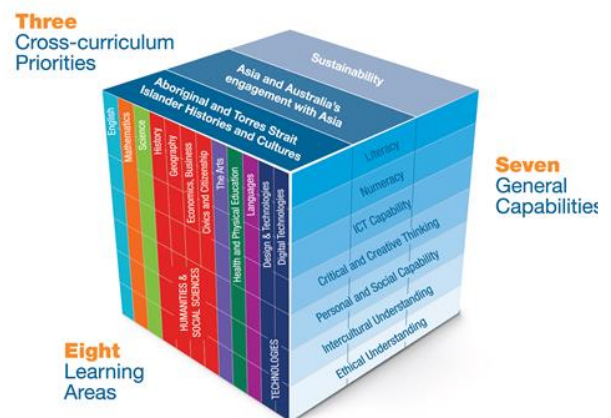 Three
Cross-curriculum
Priorities
Sustainability
Asia and Australia's
engagement with Asia
Aboriginal and Torres Strait
Islander Histories and Cultures
English
Mathematics
Science
History
Geography
Economics, Business
Civics and Citizenship
HUMANITIES &
SOCIAL SCIENCES
The Arts
Health and Physical Education
Languages
Design & Technologies
Digital Technologies
TECHNOLOGIES
Literacy
Numeracy
ICT Capability
Critical and Creative Thinking
Personal and Social Capability
Intercultural Understanding
Ethical Understanding
Seven
General
Capabilities
Eight
Learning
Areas